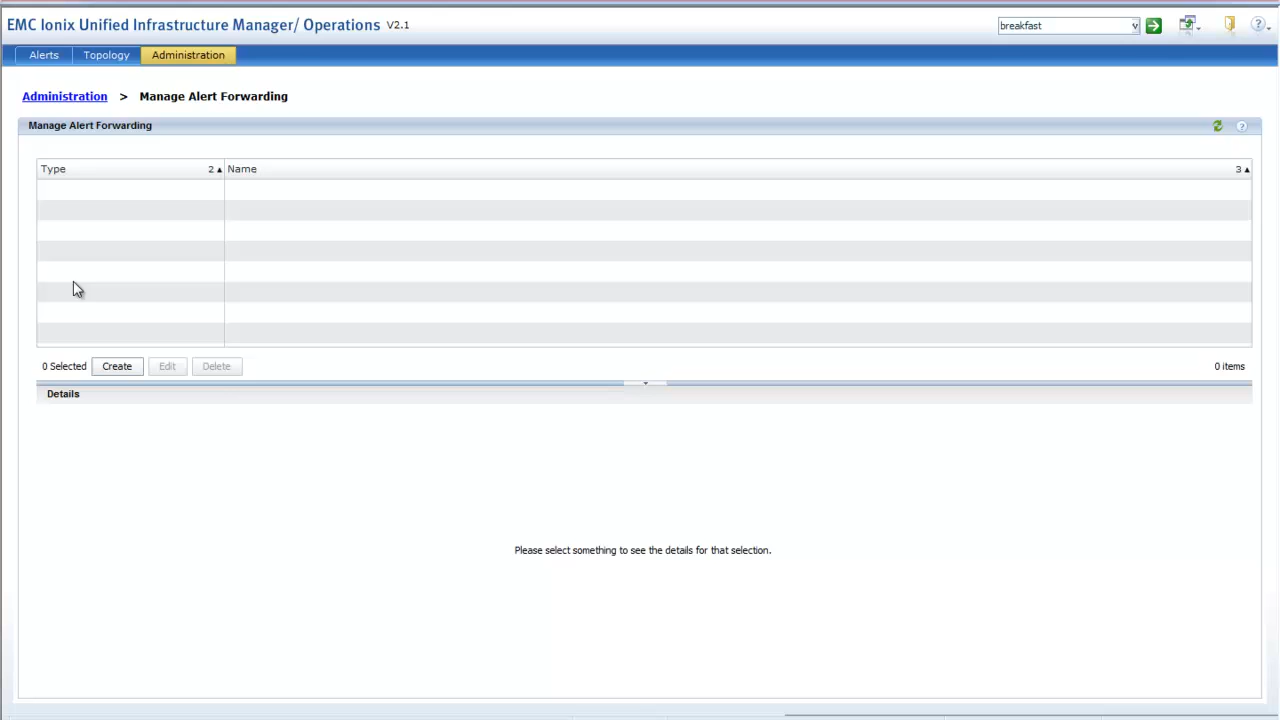 EMC Ionix Unified Infrastructure Manager/ Operations V2.1
breakfast
Alerts Topology Administration
Administration > Manage Alert Forwarding
Manage Alert Forwarding
Type 2 Name 3
0 Selected Create Edit Delete 0 items
Details
Please select something to see the details for that selection.